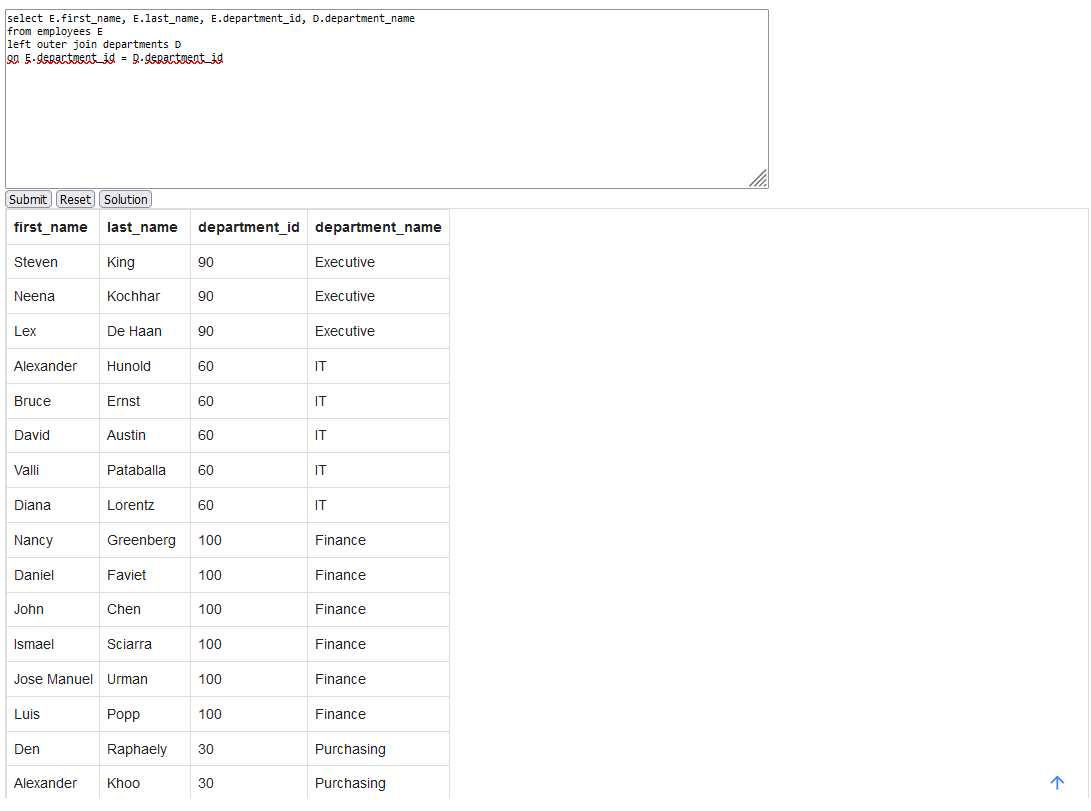 select E.first_name, E.last_name, E.department_id, D.department_name
from employees E
left outer join departments D
on E.department_id = D.department_id
Submit Reset Solution
first_name last_name department_id department_name
Steven King 90 Executive
Neena Kochhar 90 Executive
Lex De Haan 90 Executive
Alexander Hunold 60 IT
Bruce Ernst 60 IT
David Austin 60 IT
Valli Pataballa 60 IT
Diana Lorentz 60 IT
Nancy Greenberg 100 Finance
Daniel Faviet 100 Finance
John Chen 100 Finance
Ismael Sciarra 100 Finance
Jose Manuel Urman 100 Finance
Luis Popp 100 Finance
Den Raphaely 30 Purchasing
Alexander Khoo 30 Purchasing